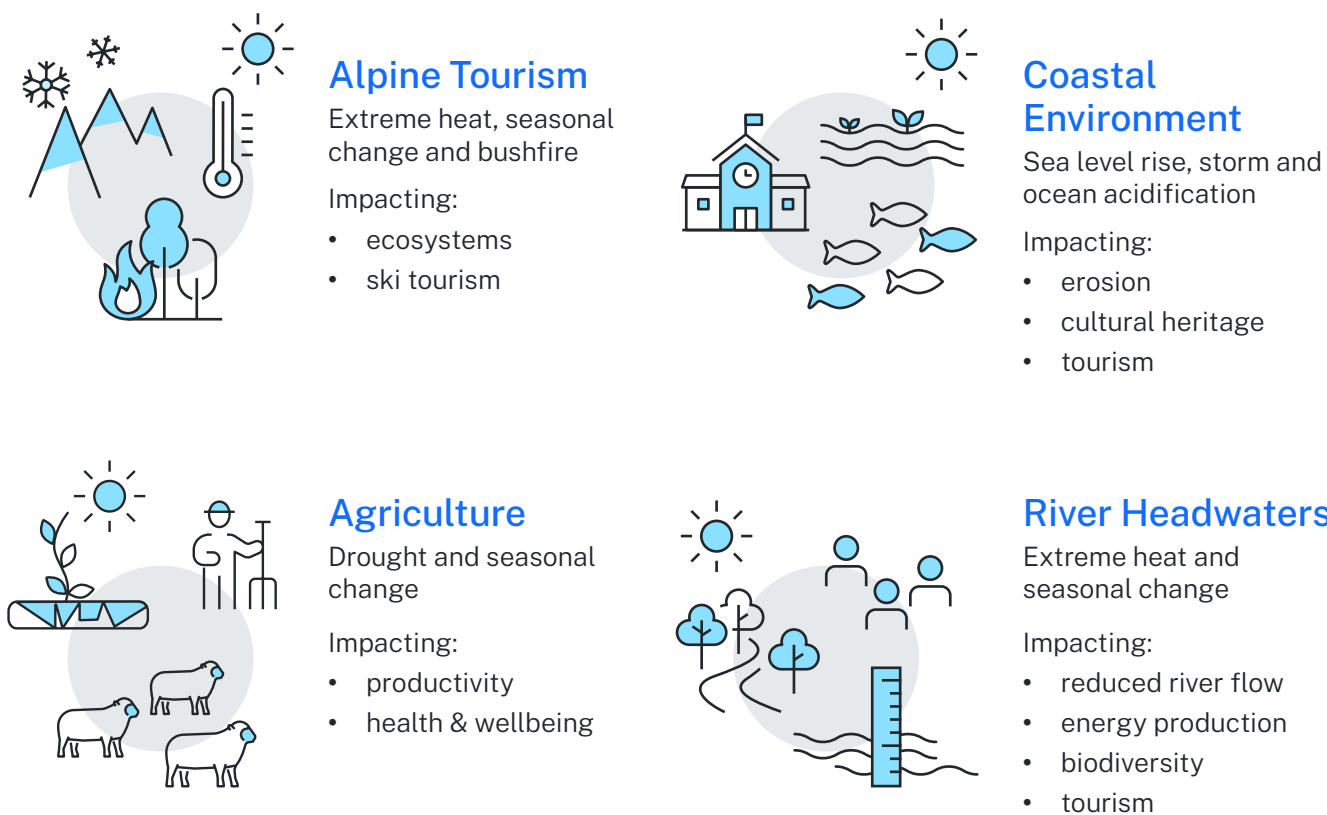 Alpine Tourism
Extreme heat, seasonal
change and bushfire
Impacting:
• ecosystems
• ski tourism
Coastal
Environment
Sea level rise, storm and
ocean acidification
Impacting:
• erosion
• cultural heritage
• tourism
Agriculture
Drought and seasonal
change
Impacting:
• productivity
• health & wellbeing
River Headwaters
Extreme heat and
seasonal change
Impacting:
• reduced river flow
• energy production
• biodiversity
• tourism